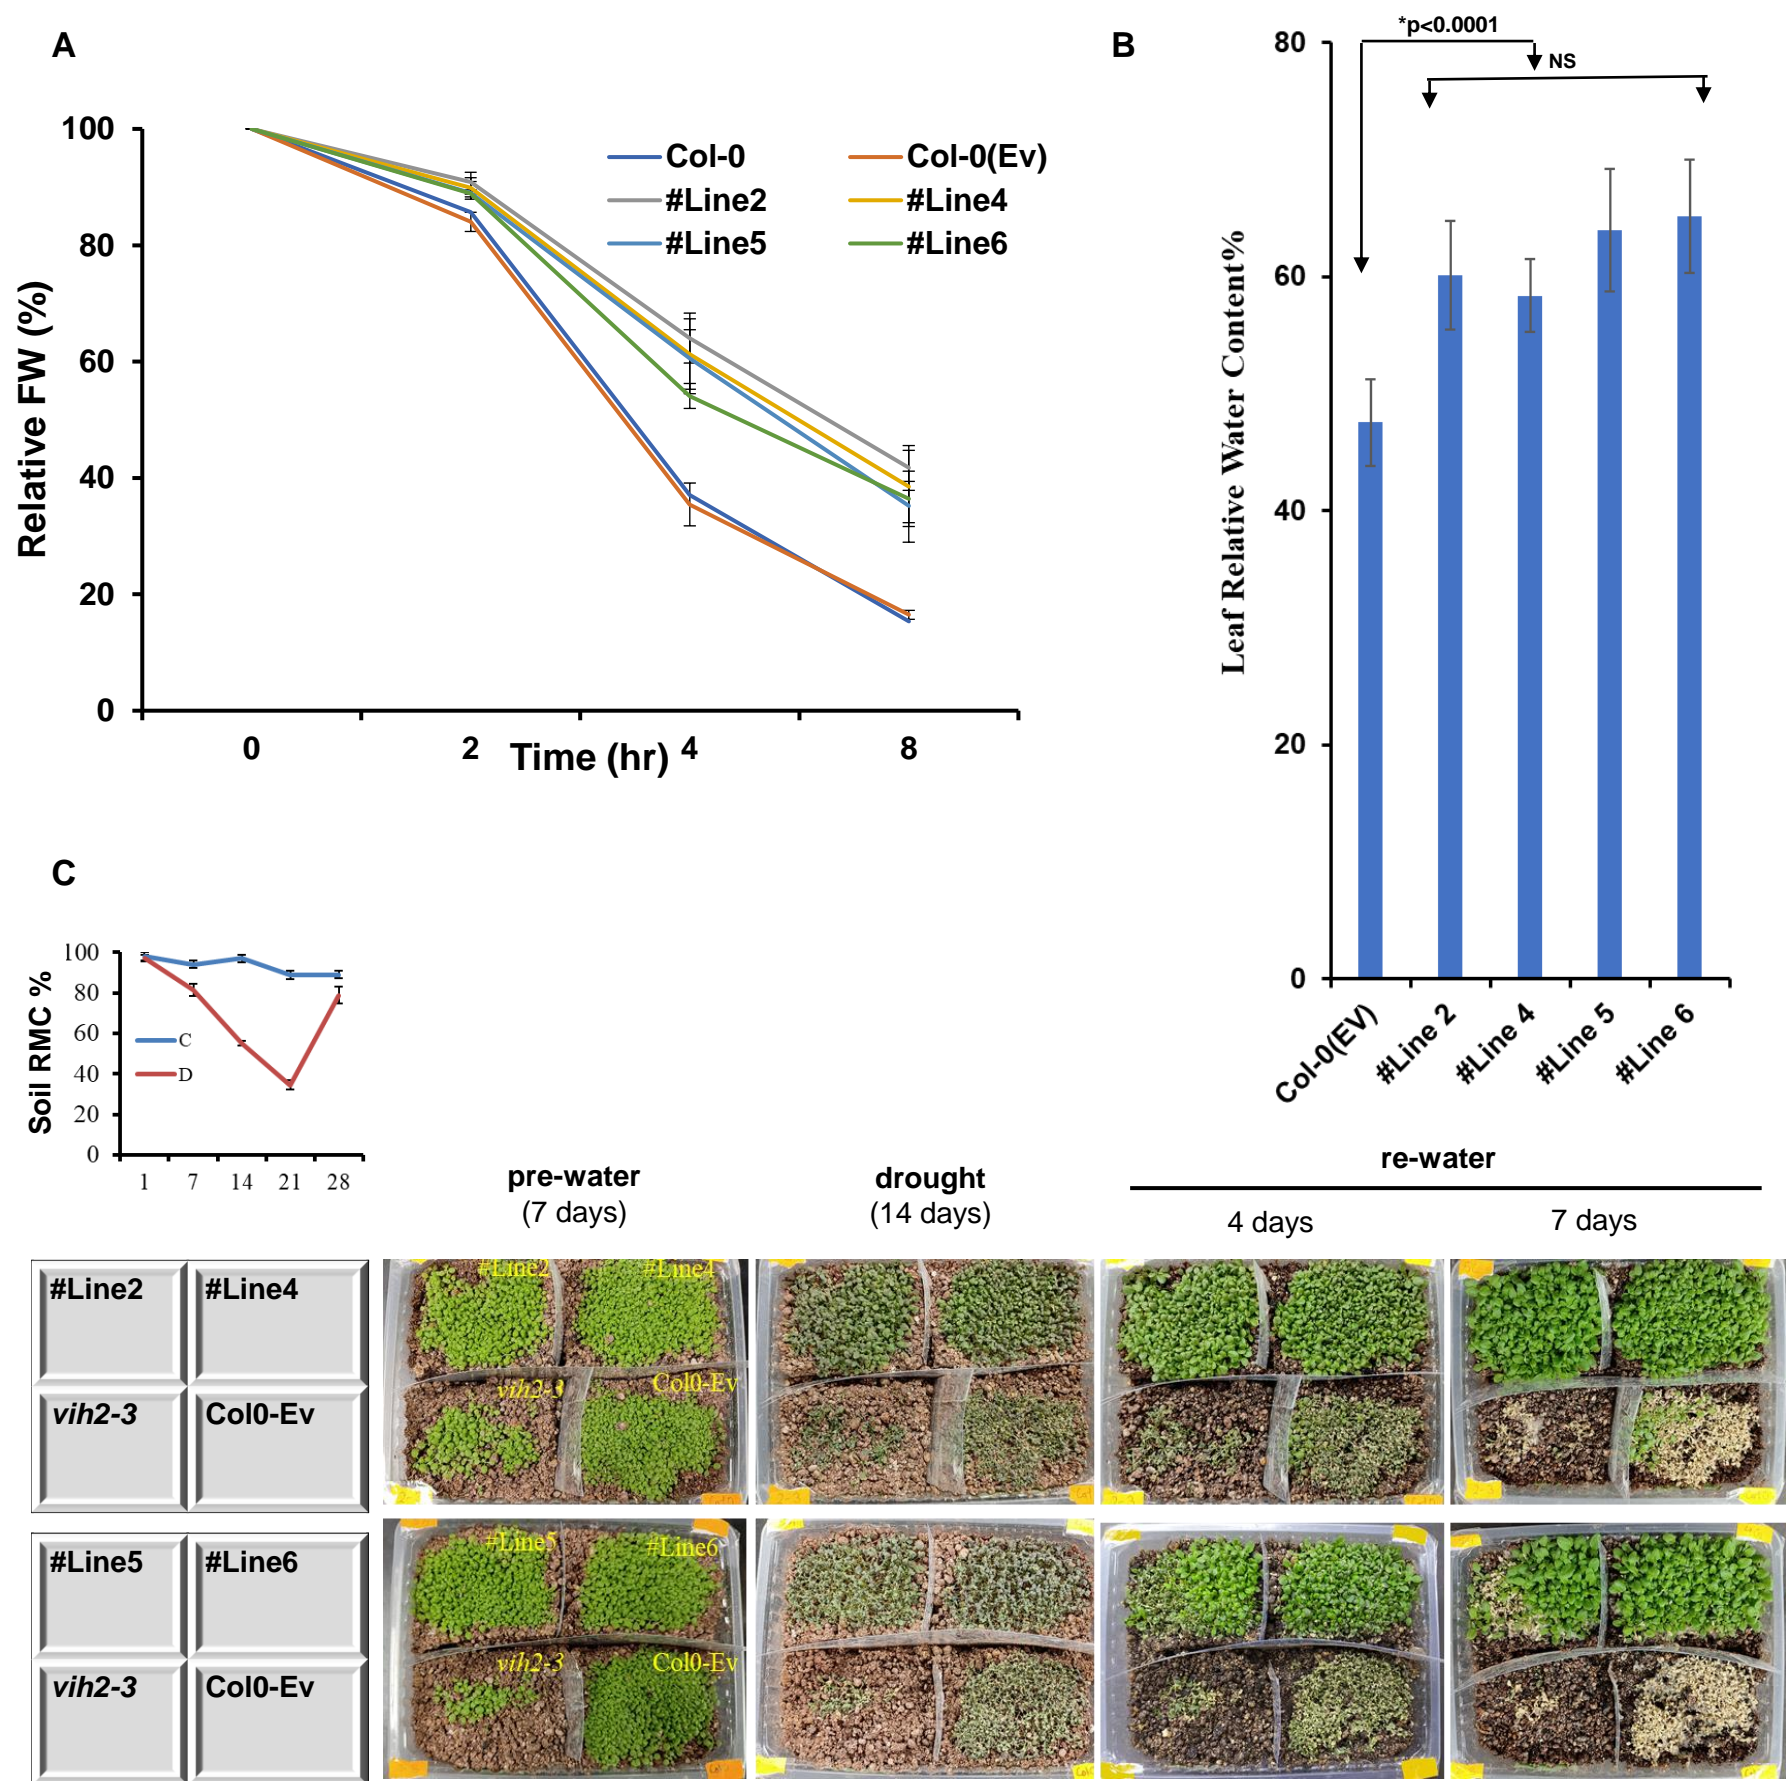 A
100
80
60
40
20
0
Relative FW (%)
0
2
4
8
Time (hr)
Col-0
Col-0(Ev)
#Line2
#Line4
#Line5
#Line6
B
*p<0.0001
NS
80
60
40
20
0
Leaf Relative Water Content%
Col-0(EV)
#Line 2
#Line 4
#Line 5
#Line 6
C
100
80
60
40
20
0
Soil RMC %
C
D
1
7
14
21
28
pre-water
(7 days)
drought
(14 days)
re-water
4 days
7 days
#Line2
#Line4
vih2-3
Col0-Ev
#Line2
#Line4
vih2-3
Col0-Ev
#Line5
#Line6
vih2-3
Col0-Ev
#Line5
#Line6
vih2-3
Col0-Ev